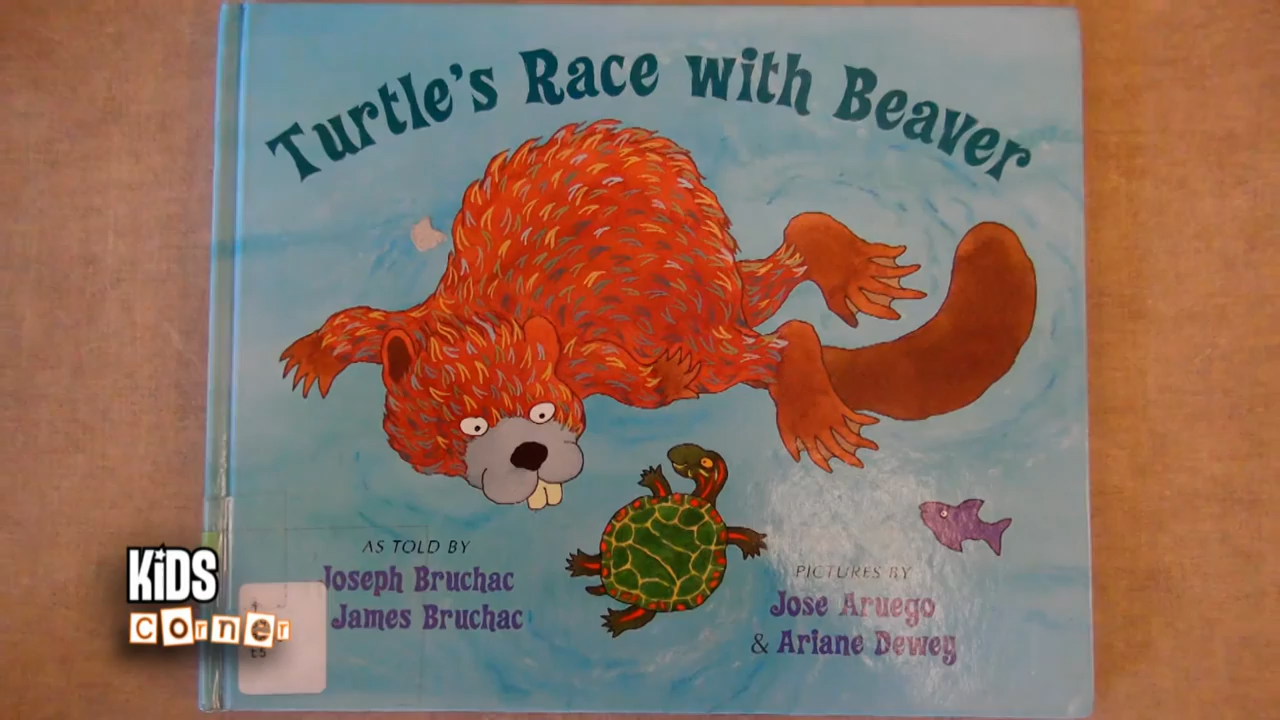 Turtle's Race with Beaver
AS TOLD BY
Joseph Bruchac
James Bruchac
PICTURES BY
Jose Aruego
& Ariane Dewey
KiDS
corner